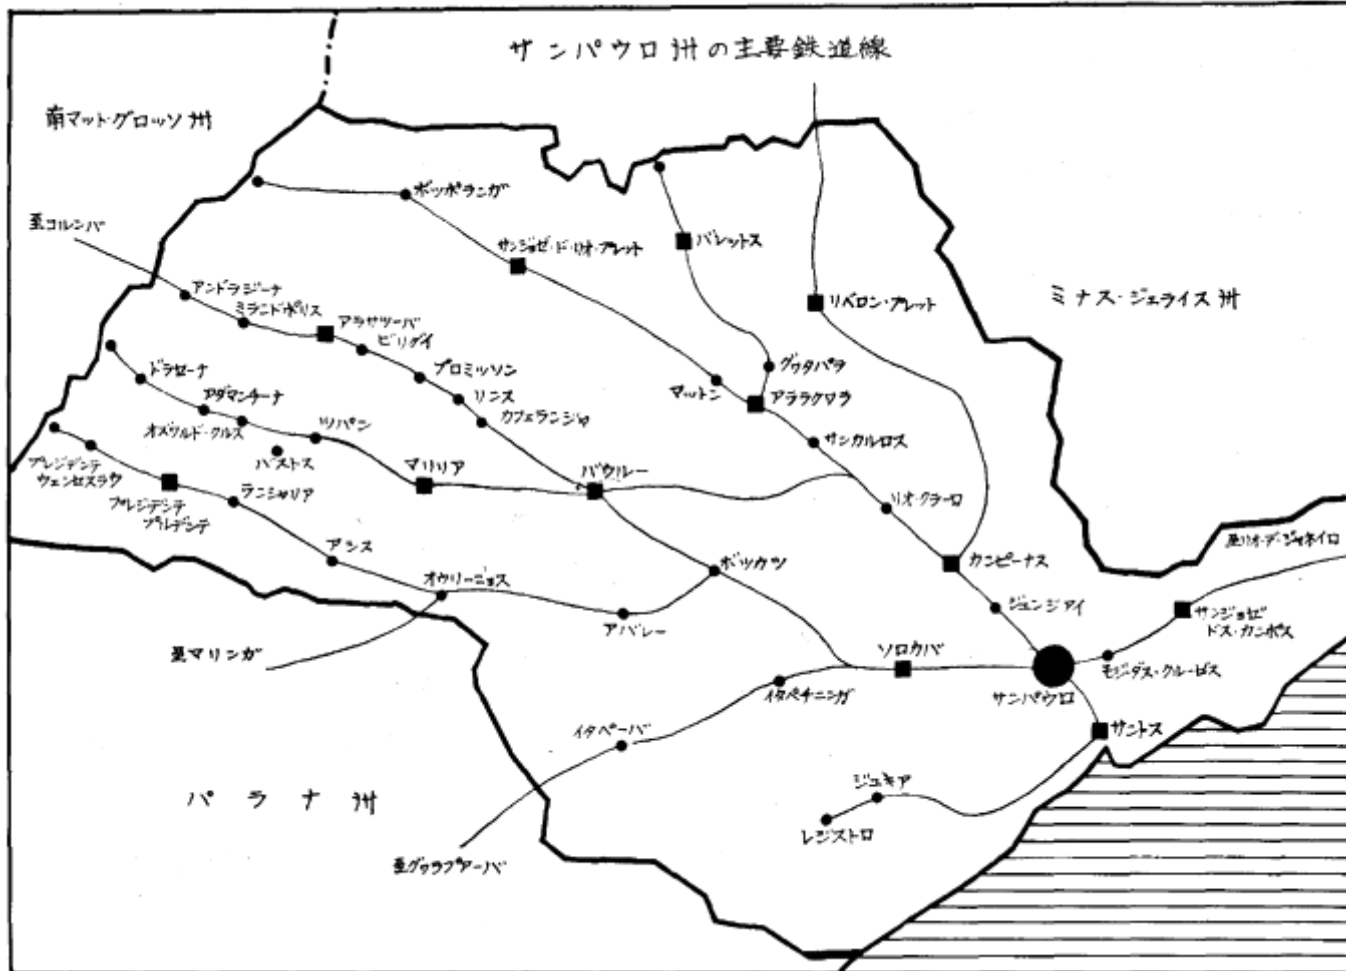 サンパウロ州の主要鉄道線
南マット・グロッソ州
至コルンバ
ボッポランガ
サンジョゼ・ド・リオ・プレット
バレットス
リベロン・プレット
ミナス・ジェライス州
アンドラジーナ
ミランドポリス
アラサツーバ
ビリグイ
プロミッソン
リンス
カフェランジャ
グワタパラ
マットン
アララクワラ
サンカルロス
ドラセーナ
アダマンチーナ
オズワルド・クルス
ツパン
バストス
マリリア
バウルー
リオ・クラーロ
プレジデンテ
ウェンセスラウ
プレジデンテ
プルデンテ
ランシャリア
アシス
オウリーニョス
ボツカツ
アバレー
カンピーナス
ジュンジアイ
至リオ・デ・ジャネイロ
サンジョゼ
ドス・カンポス
モジ・ダス・クルーゼス
サンパウロ
ソロカバ
イタペチニンガ
イタペーバ
至マリンガ
サントス
ジュキア
レジストロ
パラナ州
至グワラプアーバ